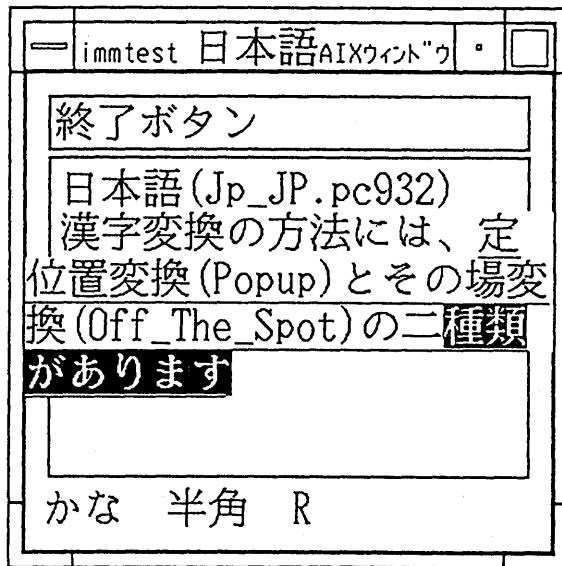 immtest 日本語AIXウィンドウ
終了ボタン
日本語(Jp_JP.pc932)
漢字変換の方法には、定
位置変換(Popup)とその場変
換(Off_The_Spot)の二種類
があります
かな 半角 R